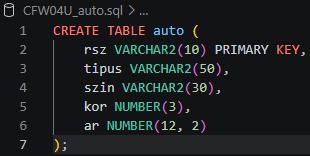 CFW04U_auto.sql > ...
1 CREATE TABLE auto (
2 rsz VARCHAR2(10) PRIMARY KEY,
3 tipus VARCHAR2(50),
4 szin VARCHAR2(30),
5 kor NUMBER(3),
6 ar NUMBER(12, 2)
7 );